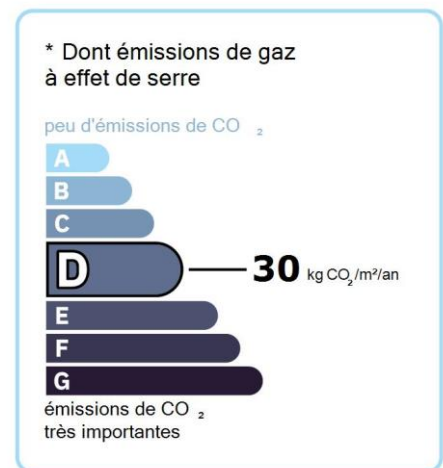 * Dont émissions de gaz
à effet de serre
peu d'émissions de CO ₂
A
B
C
D 30 kg CO₂/m²/an
E
F
G
émissions de CO ₂
très importantes